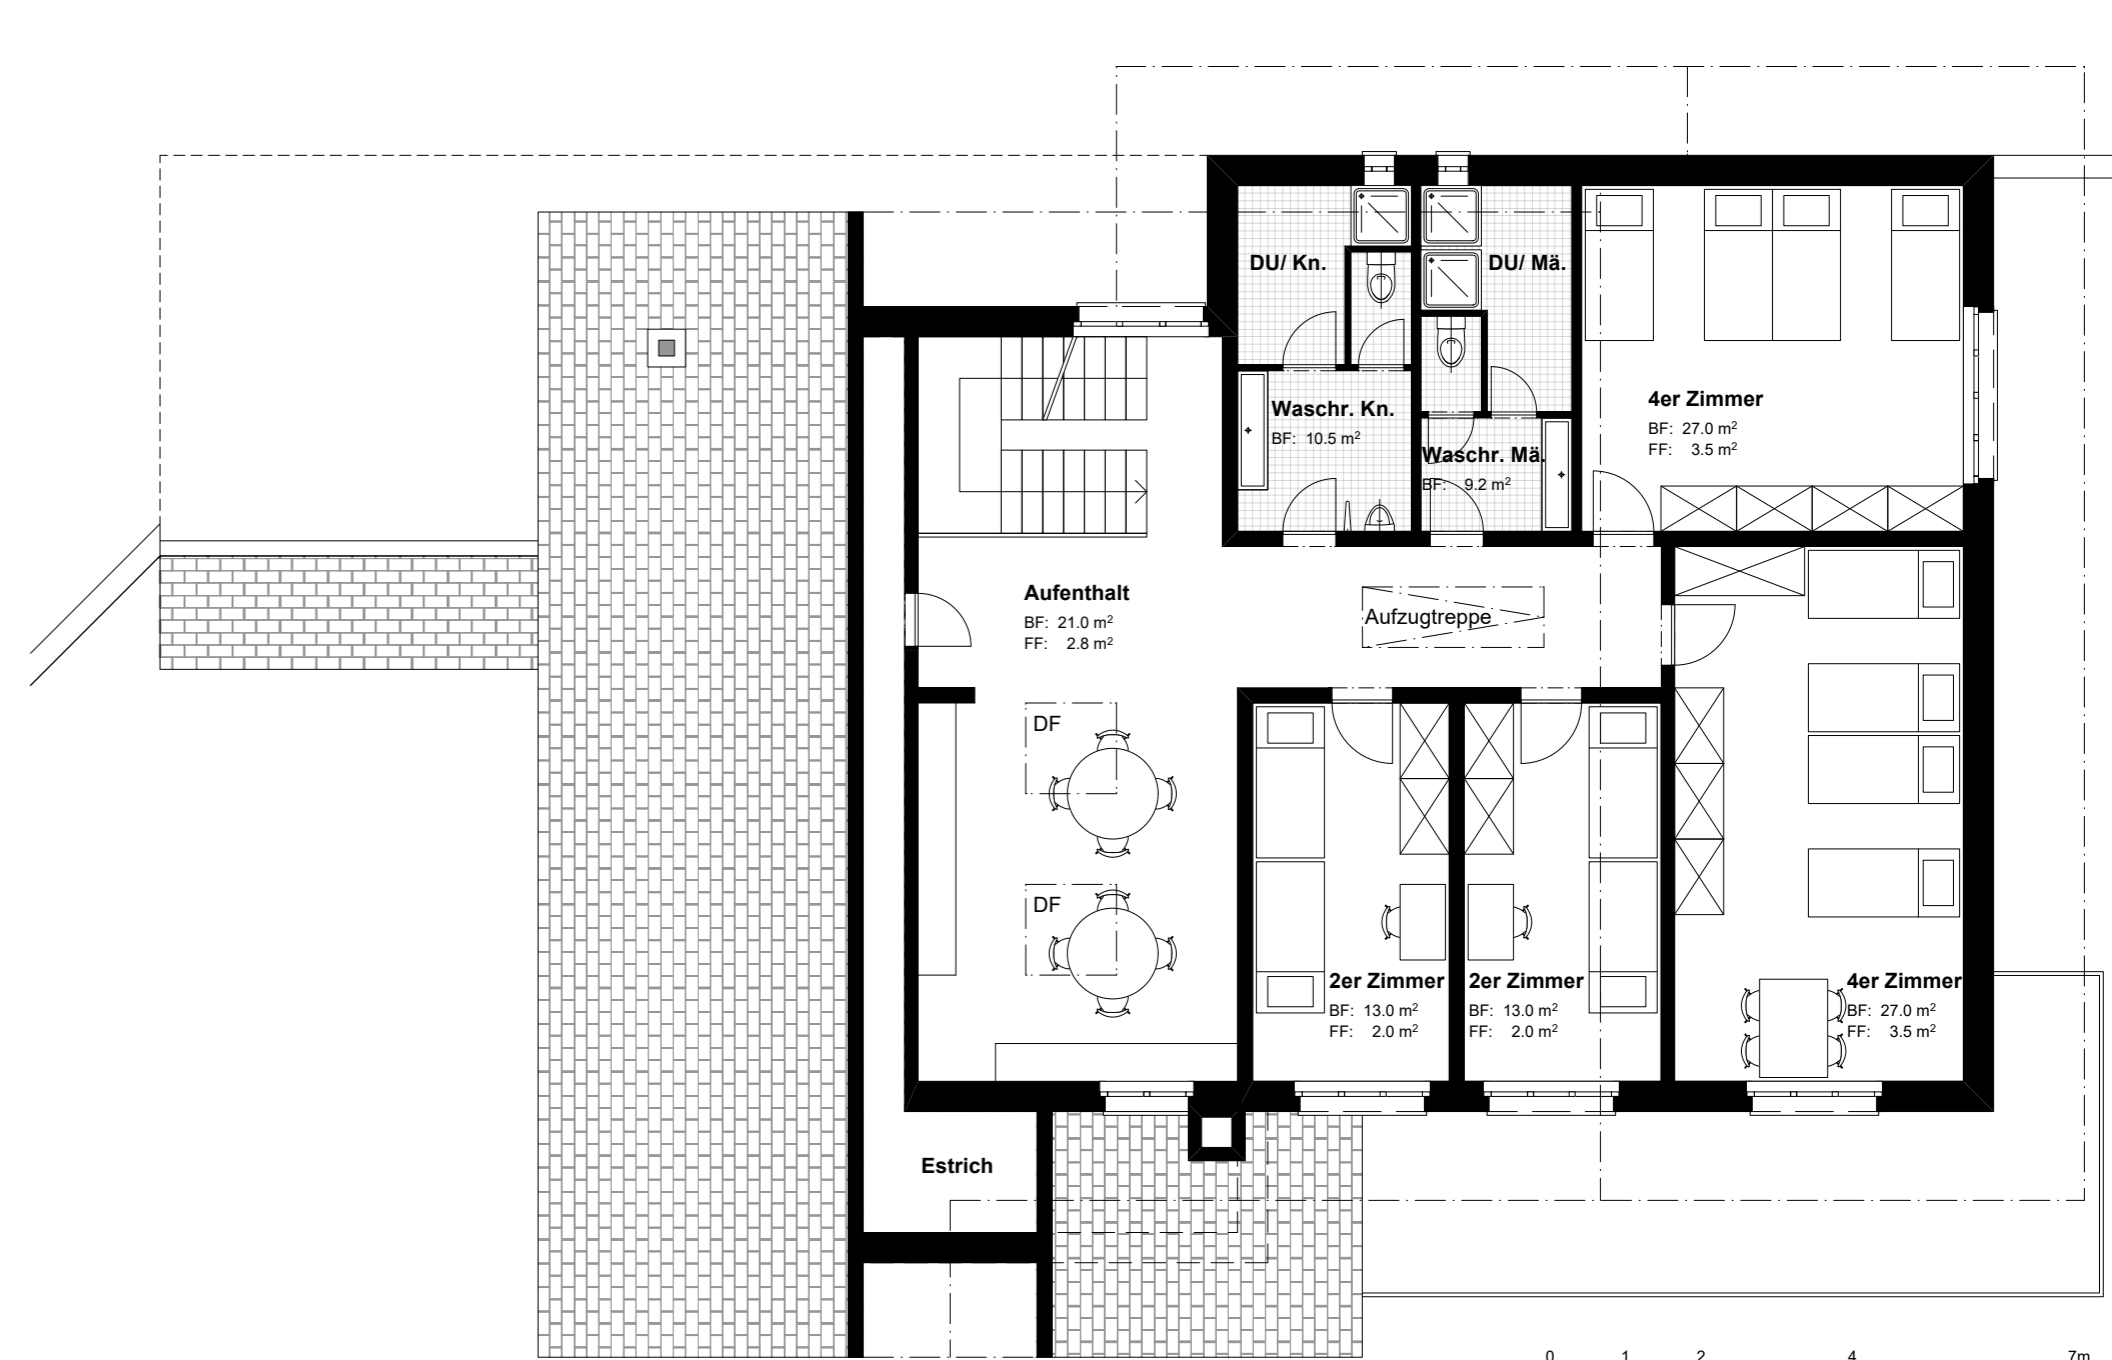 DU/ Kn.
DU/ Mä.
Waschr. Kn.
BF: 10.5 m²
Waschr. Mä.
BF: 9.2 m²
4er Zimmer
BF: 27.0 m²
FF: 3.5 m²
Aufenthalt
BF: 21.0 m²
FF: 2.8 m²
Aufzugtreppe
DF
DF
2er Zimmer
BF: 13.0 m²
FF: 2.0 m²
2er Zimmer
BF: 13.0 m²
FF: 2.0 m²
4er Zimmer
BF: 27.0 m²
FF: 3.5 m²
Estrich
0 1 2 4 7m